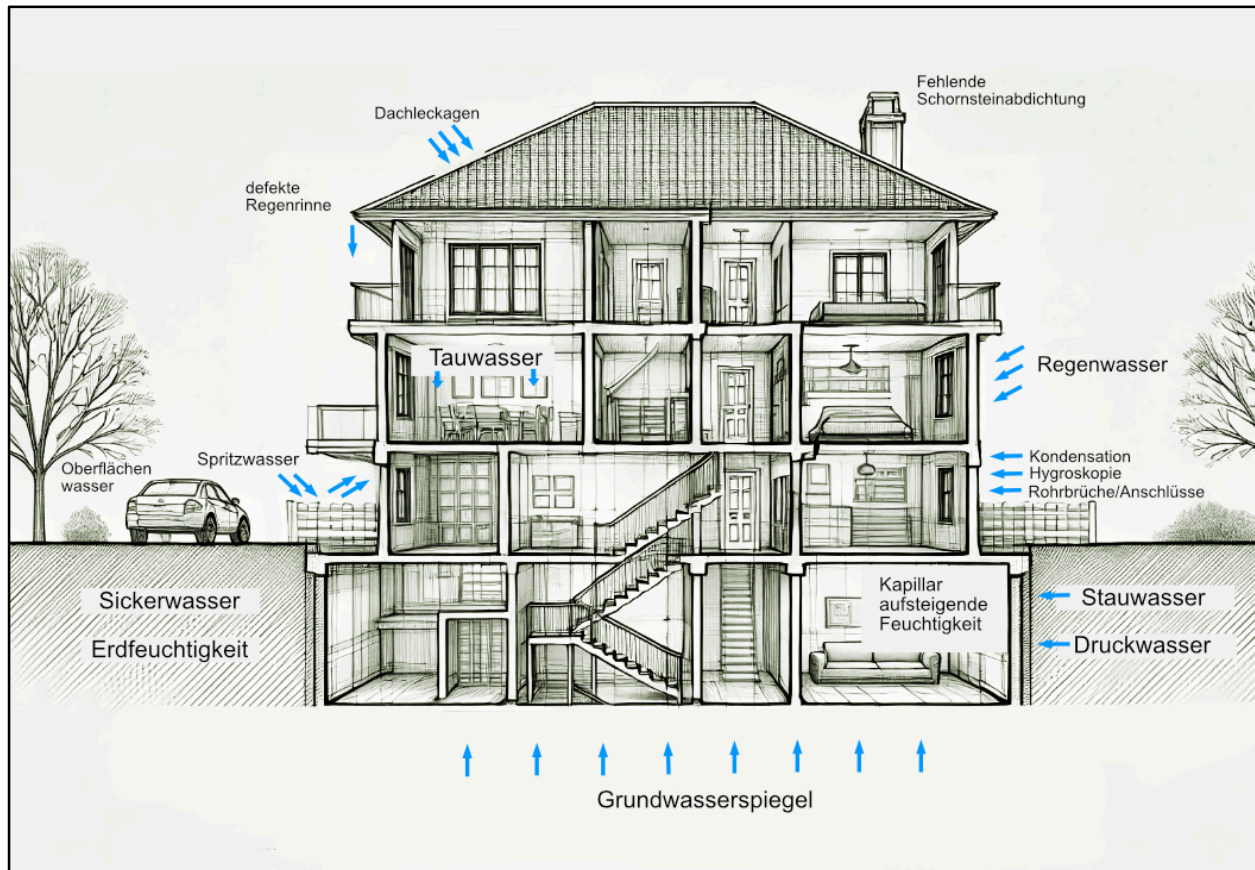 Fehlende
Schornsteinabdichtung
Dachleckagen
defekte
Regenrinne
Tauwasser
Regenwasser
Oberflächen
wasser
Spritzwasser
Kondensation
Hygroskopie
Rohrbrüche/Anschlüsse
Sickerwasser
Erdfeuchtigkeit
Kapillar
aufsteigende
Feuchtigkeit
Stauwasser
Druckwasser
Grundwasserspiegel